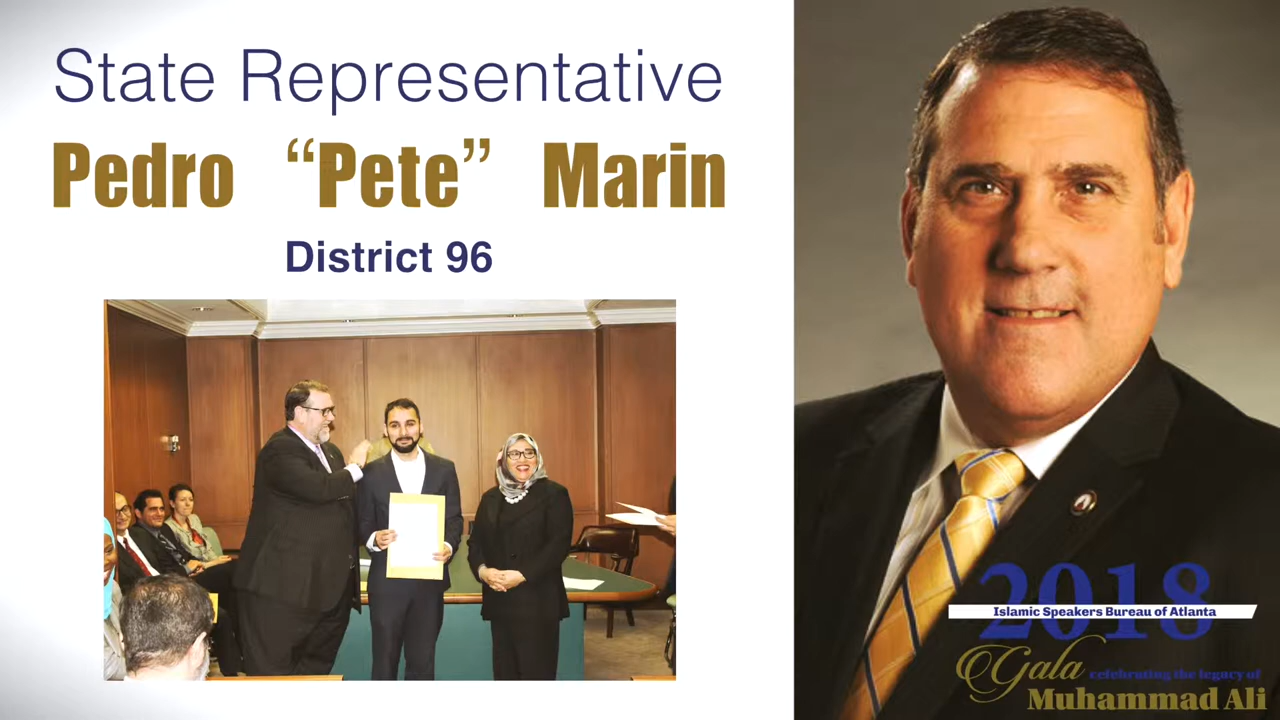 State Representative
Pedro “Pete” Marin
District 96
2018
Islamic Speakers Bureau of Atlanta
Gala celebrating the legacy of
Muhammad Ali